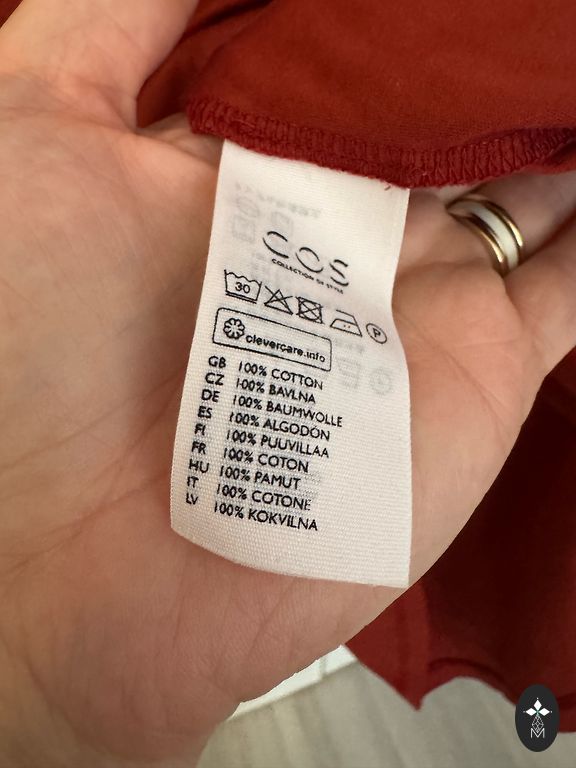 COS
COLLECTION OF STYLE
30
P
clevercare.info
GB 100% COTTON
CZ 100% BAVLNA
DE 100% BAUMWOLLE
ES 100% ALGODÓN
FI 100% PUUVILLAA
FR 100% COTON
HU 100% PAMUT
IT 100% COTONE
LV 100% KOKVILNA
M